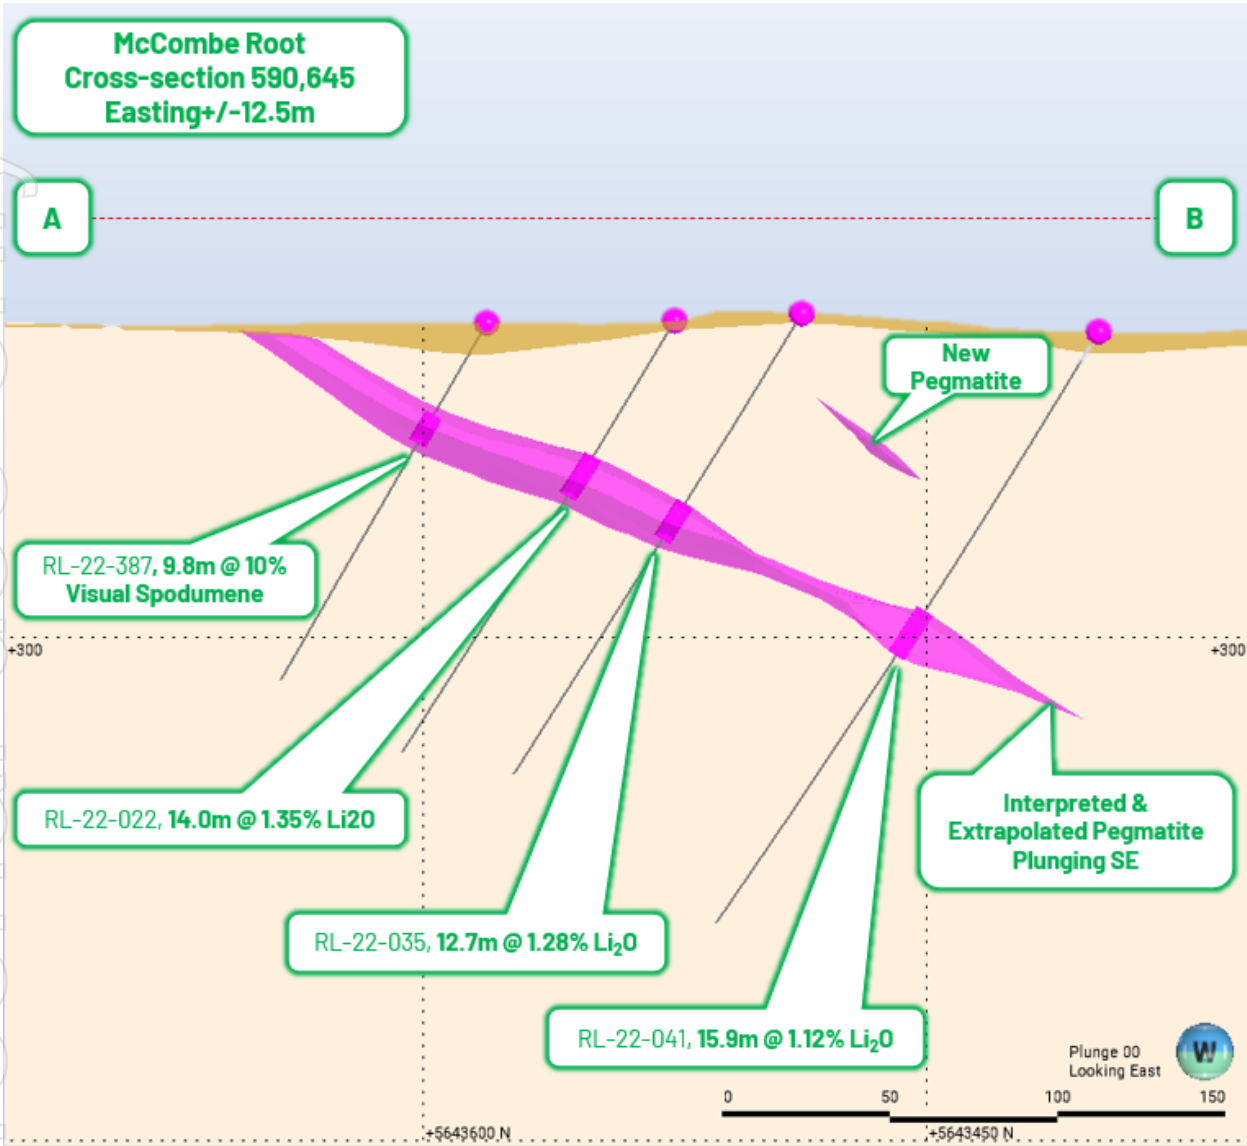 McCombe Root
Cross-section 590,645
Easting+/-12.5m
A
B
New
Pegmatite
RL-22-387, 9.8m @ 10%
Visual Spodumene
+300
+300
RL-22-022, 14.0m @ 1.35% Li2O
Interpreted &
Extrapolated Pegmatite
Plunging SE
RL-22-035, 12.7m @ 1.28% Li₂O
RL-22-041, 15.9m @ 1.12% Li₂O
Plunge 00
Looking East
W
0 50 100 150
+5643600 N
+5643450 N